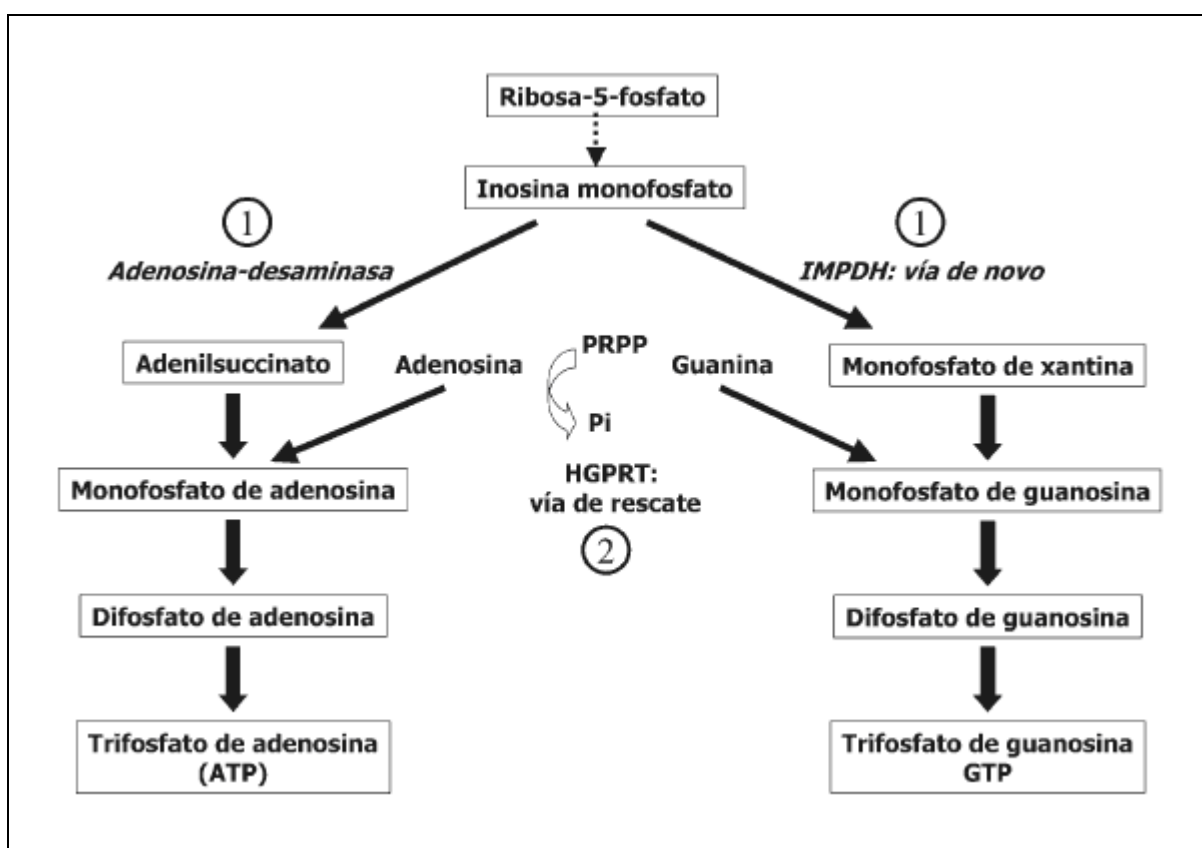 Ribosa-5-fosfato
Inosina monofosfato
1
1
Adenosina-desaminasa
IMPDH: vía de novo
Adenilsuccinato
Adenosina
PRPP
Guanina
Monofosfato de xantina
Pi
Monofosfato de adenosina
HGPRT:
vía de rescate
Monofosfato de guanosina
2
Difosfato de adenosina
Difosfato de guanosina
Trifosfato de adenosina
(ATP)
Trifosfato de guanosina
GTP